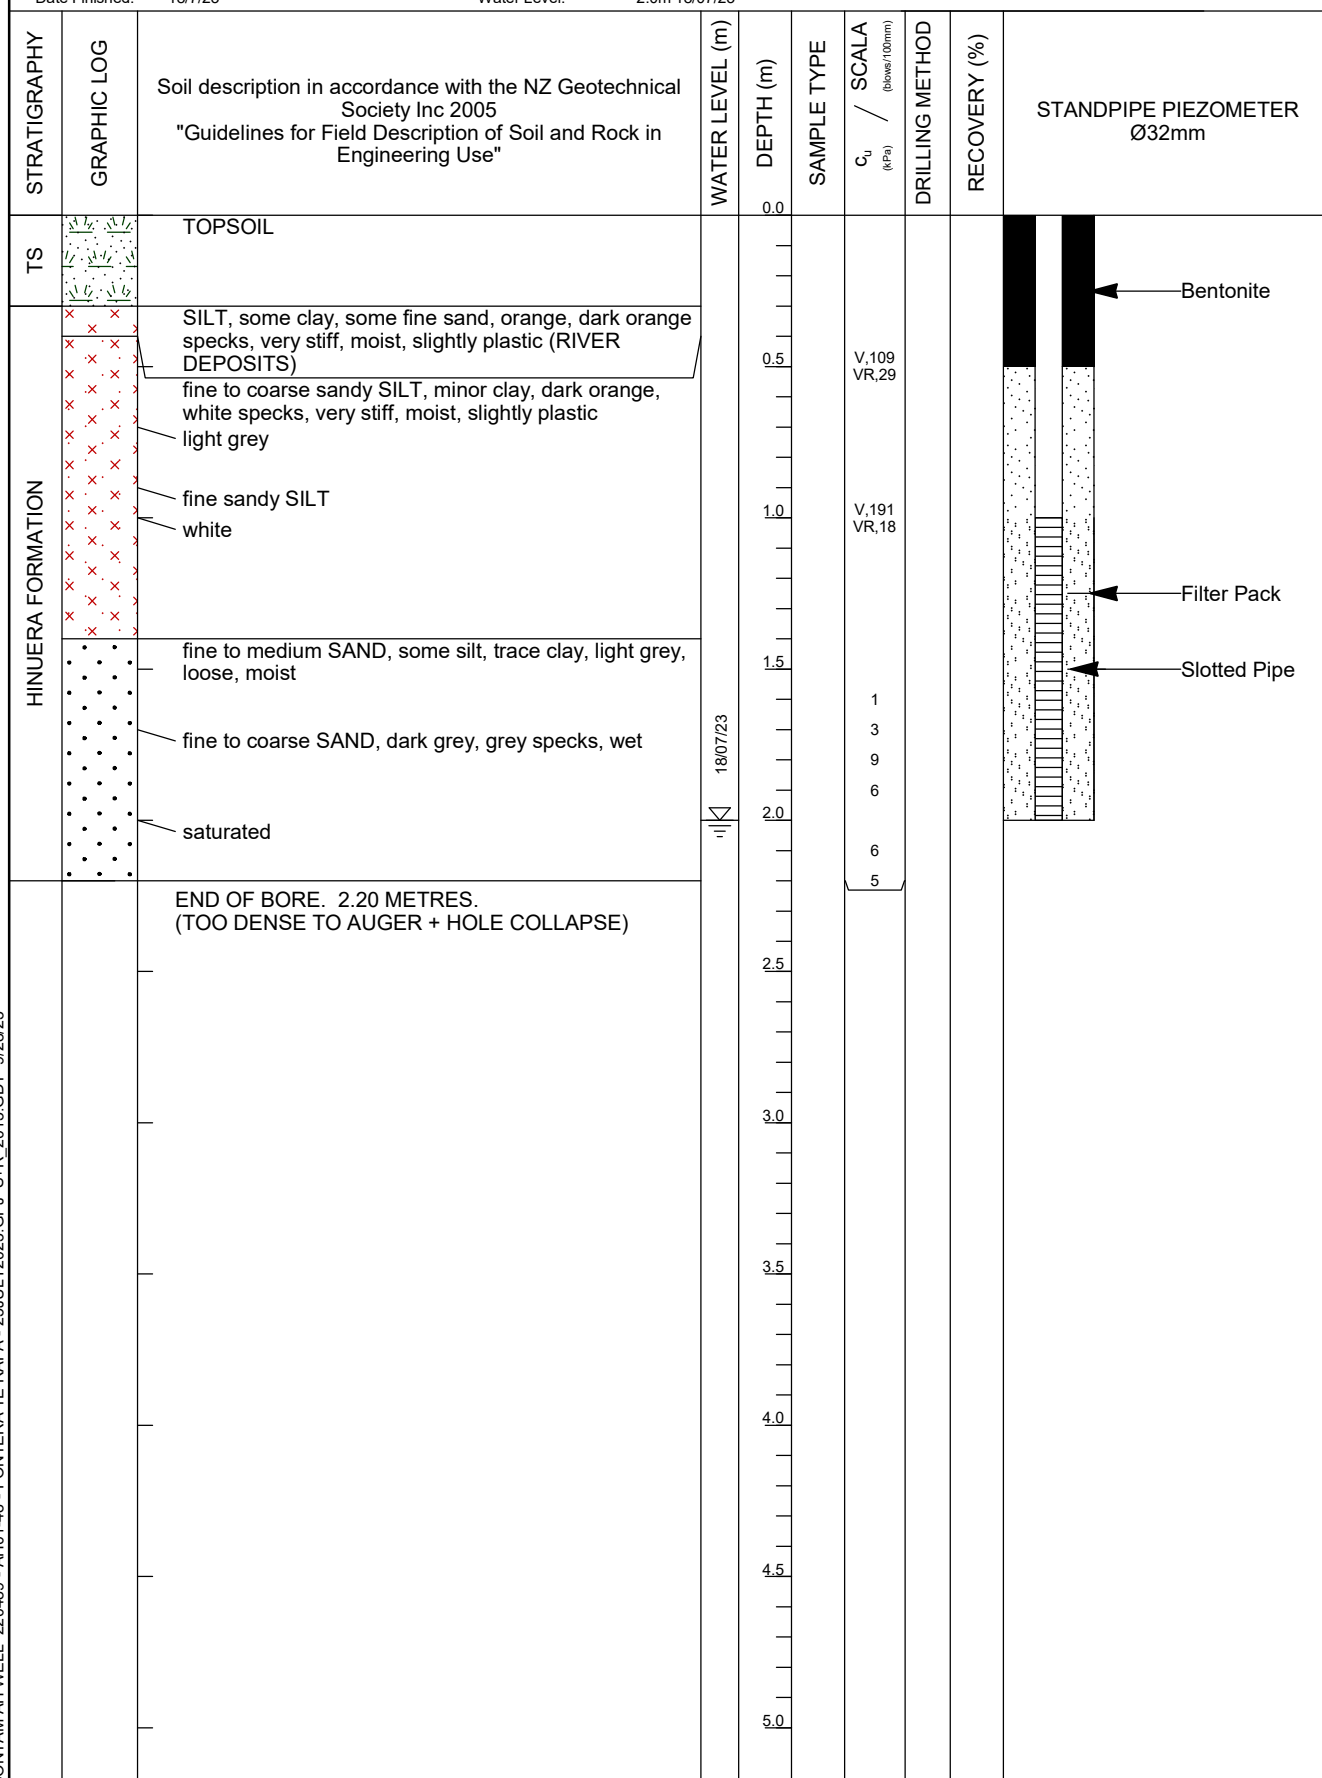 STRATIGRAPHY
GRAPHIC LOG
Soil description in accordance with the NZ Geotechnical
Society Inc 2005
"Guidelines for Field Description of Soil and Rock in
Engineering Use"
WATER LEVEL (m)
DEPTH (m)
SAMPLE TYPE
cu (kPa) / SCALA (blows/100mm)
DRILLING METHOD
RECOVERY (%)
STANDPIPE PIEZOMETER
Ø32mm
0.0
TS
TOPSOIL
Bentonite
HINUERA FORMATION
SILT, some clay, some fine sand, orange, dark orange
specks, very stiff, moist, slightly plastic (RIVER
DEPOSITS)
0.5
V,109
VR,29
fine to coarse sandy SILT, minor clay, dark orange,
white specks, very stiff, moist, slightly plastic
light grey
fine sandy SILT
white
1.0
V,191
VR,18
Filter Pack
fine to medium SAND, some silt, trace clay, light grey,
loose, moist
1.5
Slotted Pipe
1
3
fine to coarse SAND, dark grey, grey specks, wet
18/07/23
9
6
2.0
saturated
6
5
END OF BORE. 2.20 METRES.
(TOO DENSE TO AUGER + HOLE COLLAPSE)
2.5
3.0
3.5
4.0
4.5
5.0